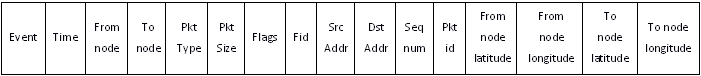 Event
Time
From
node
To
node
Pkt
Type
Pkt
Size
Flags
Fid
Src
Addr
Dst
Addr
Seq
num
Pkt
id
From
node
latitude
From
node
longitude
To
node
latitude
To node
longitude